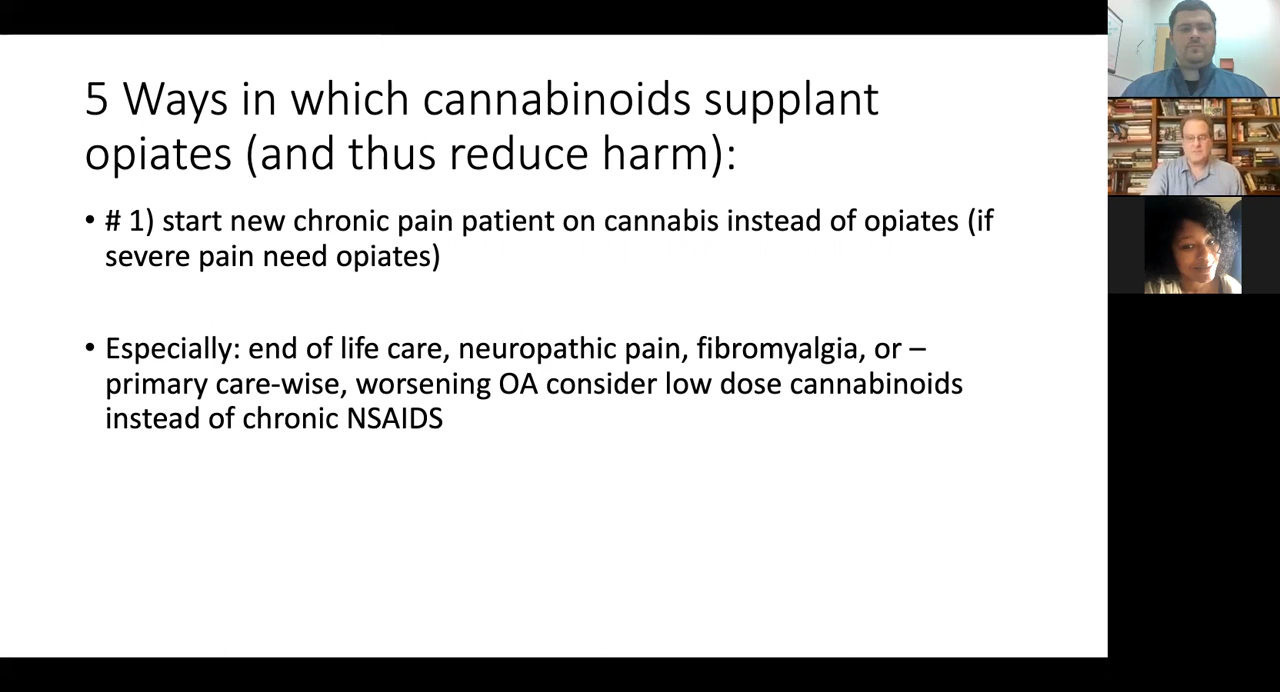 5 Ways in which cannabinoids supplant
opiates (and thus reduce harm):
• # 1) start new chronic pain patient on cannabis instead of opiates (if
severe pain need opiates)
• Especially: end of life care, neuropathic pain, fibromyalgia, or –
primary care-wise, worsening OA consider low dose cannabinoids
instead of chronic NSAIDS